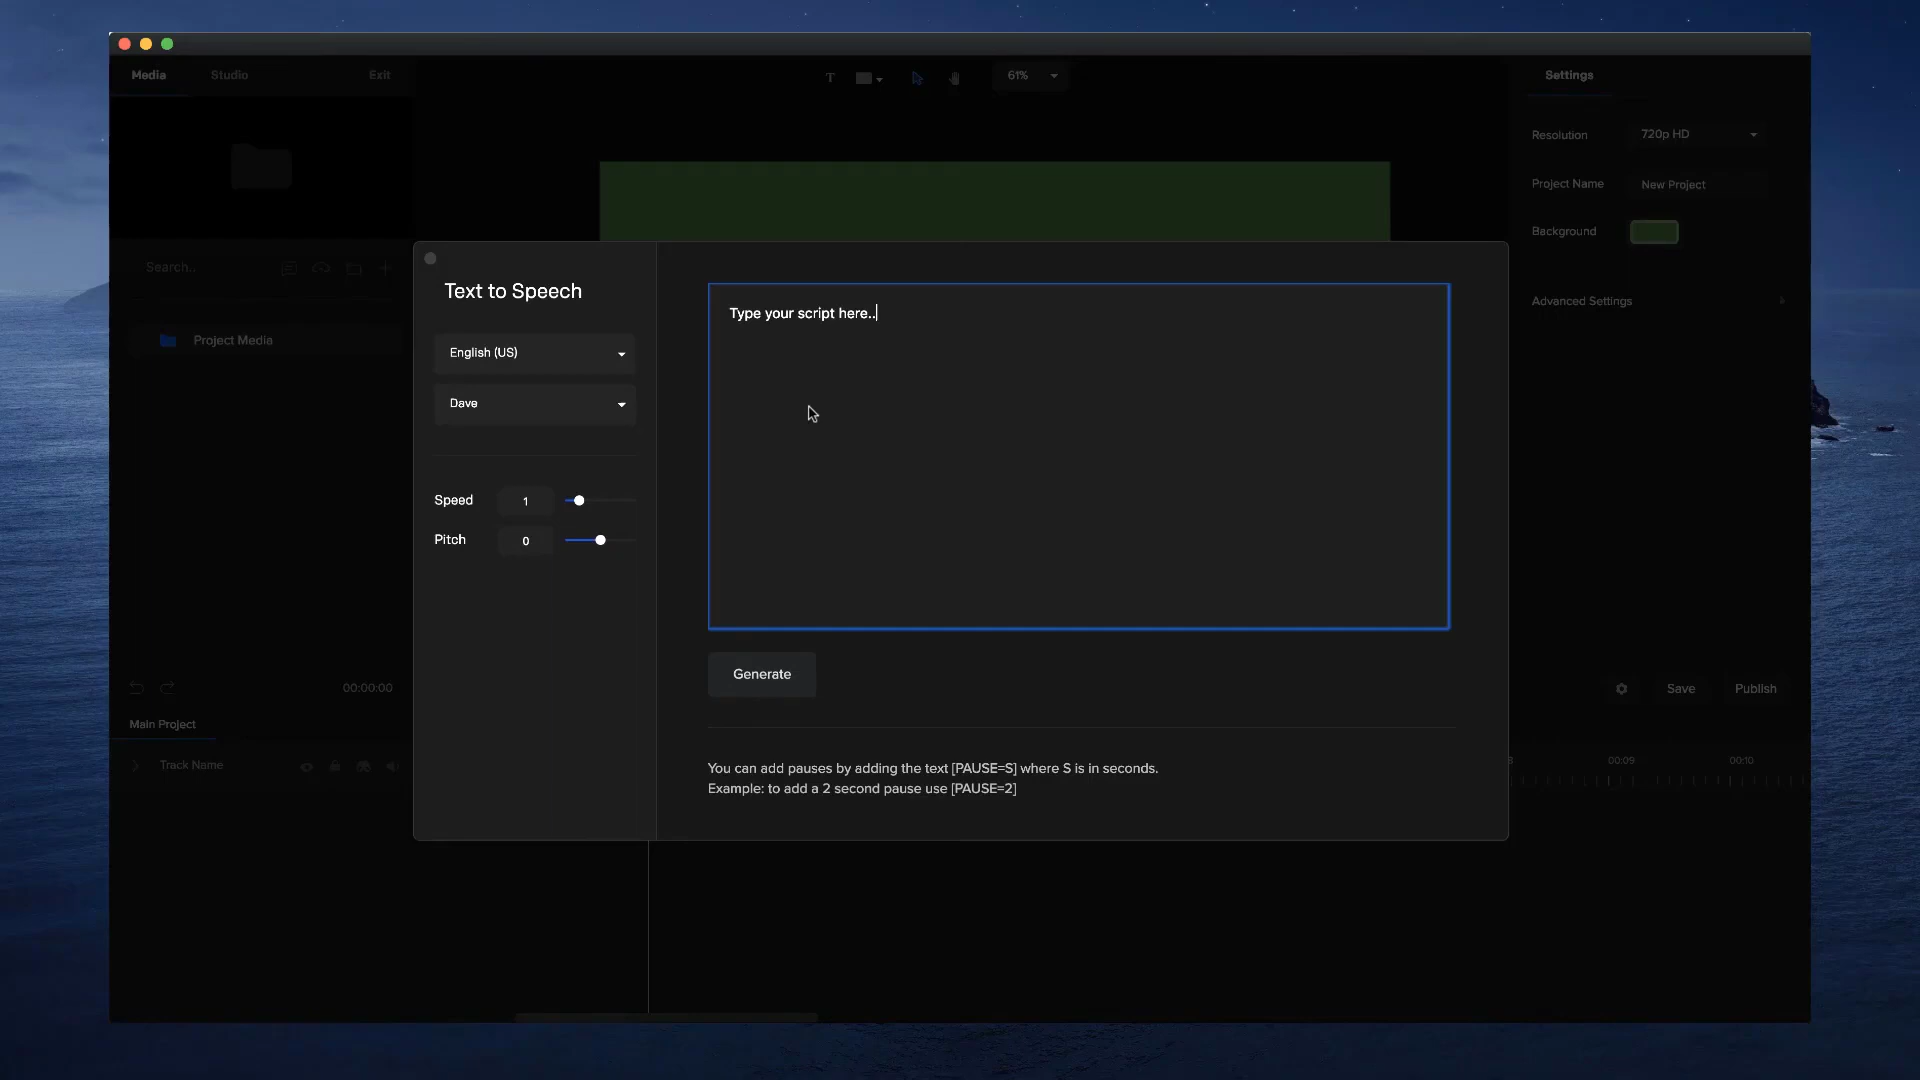 Media Studio Exit
T 61%
Settings
Resolution 720p HD
Project Name New Project
Background
Advanced Settings
Search..
Project Media
Text to Speech
English (US)
Dave
Speed 1
Pitch 0
Type your script here..
Generate
You can add pauses by adding the text [PAUSE=S] where S is in seconds.
Example: to add a 2 second pause use [PAUSE=2]
00:00:00
Save Publish
Main Project
Track Name
00:09 00:10